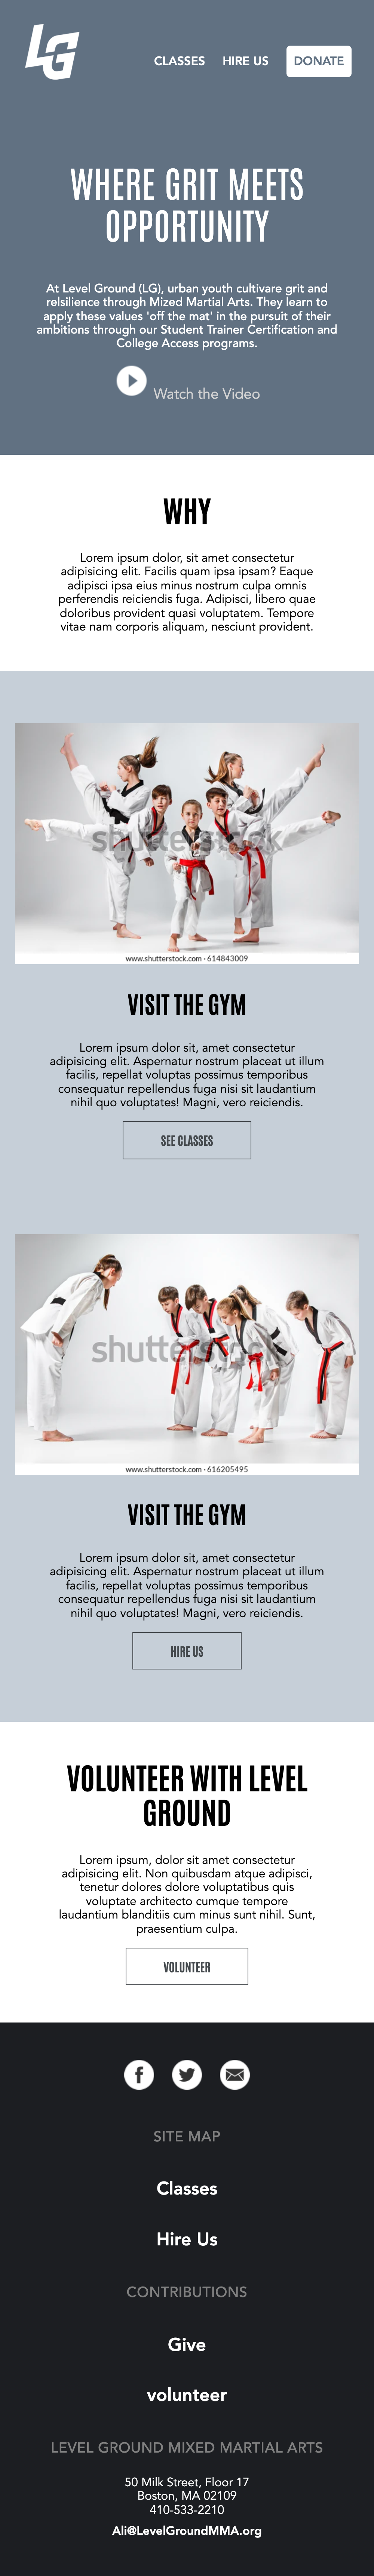 LG
CLASSES HIRE US DONATE
WHERE GRIT MEETS
OPPORTUNITY
At Level Ground (LG), urban youth cultivare grit and
relsilience through Mized Martial Arts. They learn to
apply these values 'off the mat' in the pursuit of their
ambitions through our Student Trainer Certification and
College Access programs.
Watch the Video
WHY
Lorem ipsum dolor, sit amet consectetur
adipisicing elit. Facilis quam ipsa ipsam? Eaque
adipisci ipsa eius minus nostrum culpa omnis
perferendis reiciendis fuga. Adipisci, libero quae
doloribus provident quasi voluptatem. Tempore
vitae nam corporis aliquam, nesciunt provident.
shutterstock
www.shutterstock.com · 614843009
VISIT THE GYM
Lorem ipsum dolor sit, amet consectetur
adipisicing elit. Aspernatur nostrum placeat ut illum
facilis, repellat voluptas possimus temporibus
consequatur repellendus fuga nisi sit laudantium
nihil quo voluptates! Magni, vero reiciendis.
SEE CLASSES
shutterstock
www.shutterstock.com · 616205495
VISIT THE GYM
Lorem ipsum dolor sit, amet consectetur
adipisicing elit. Aspernatur nostrum placeat ut illum
facilis, repellat voluptas possimus temporibus
consequatur repellendus fuga nisi sit laudantium
nihil quo voluptates! Magni, vero reiciendis.
HIRE US
VOLUNTEER WITH LEVEL
GROUND
Lorem ipsum, dolor sit amet consectetur
adipisicing elit. Non quibusdam atque adipisci,
tenetur dolores dolore voluptatibus quis
voluptate architecto cumque tempore
laudantium blanditiis cum minus sunt nihil. Sunt,
praesentium culpa.
VOLUNTEER
SITE MAP
Classes
Hire Us
CONTRIBUTIONS
Give
volunteer
LEVEL GROUND MIXED MARTIAL ARTS
50 Milk Street, Floor 17
Boston, MA 02109
410-533-2210
Ali@LevelGroundMMA.org